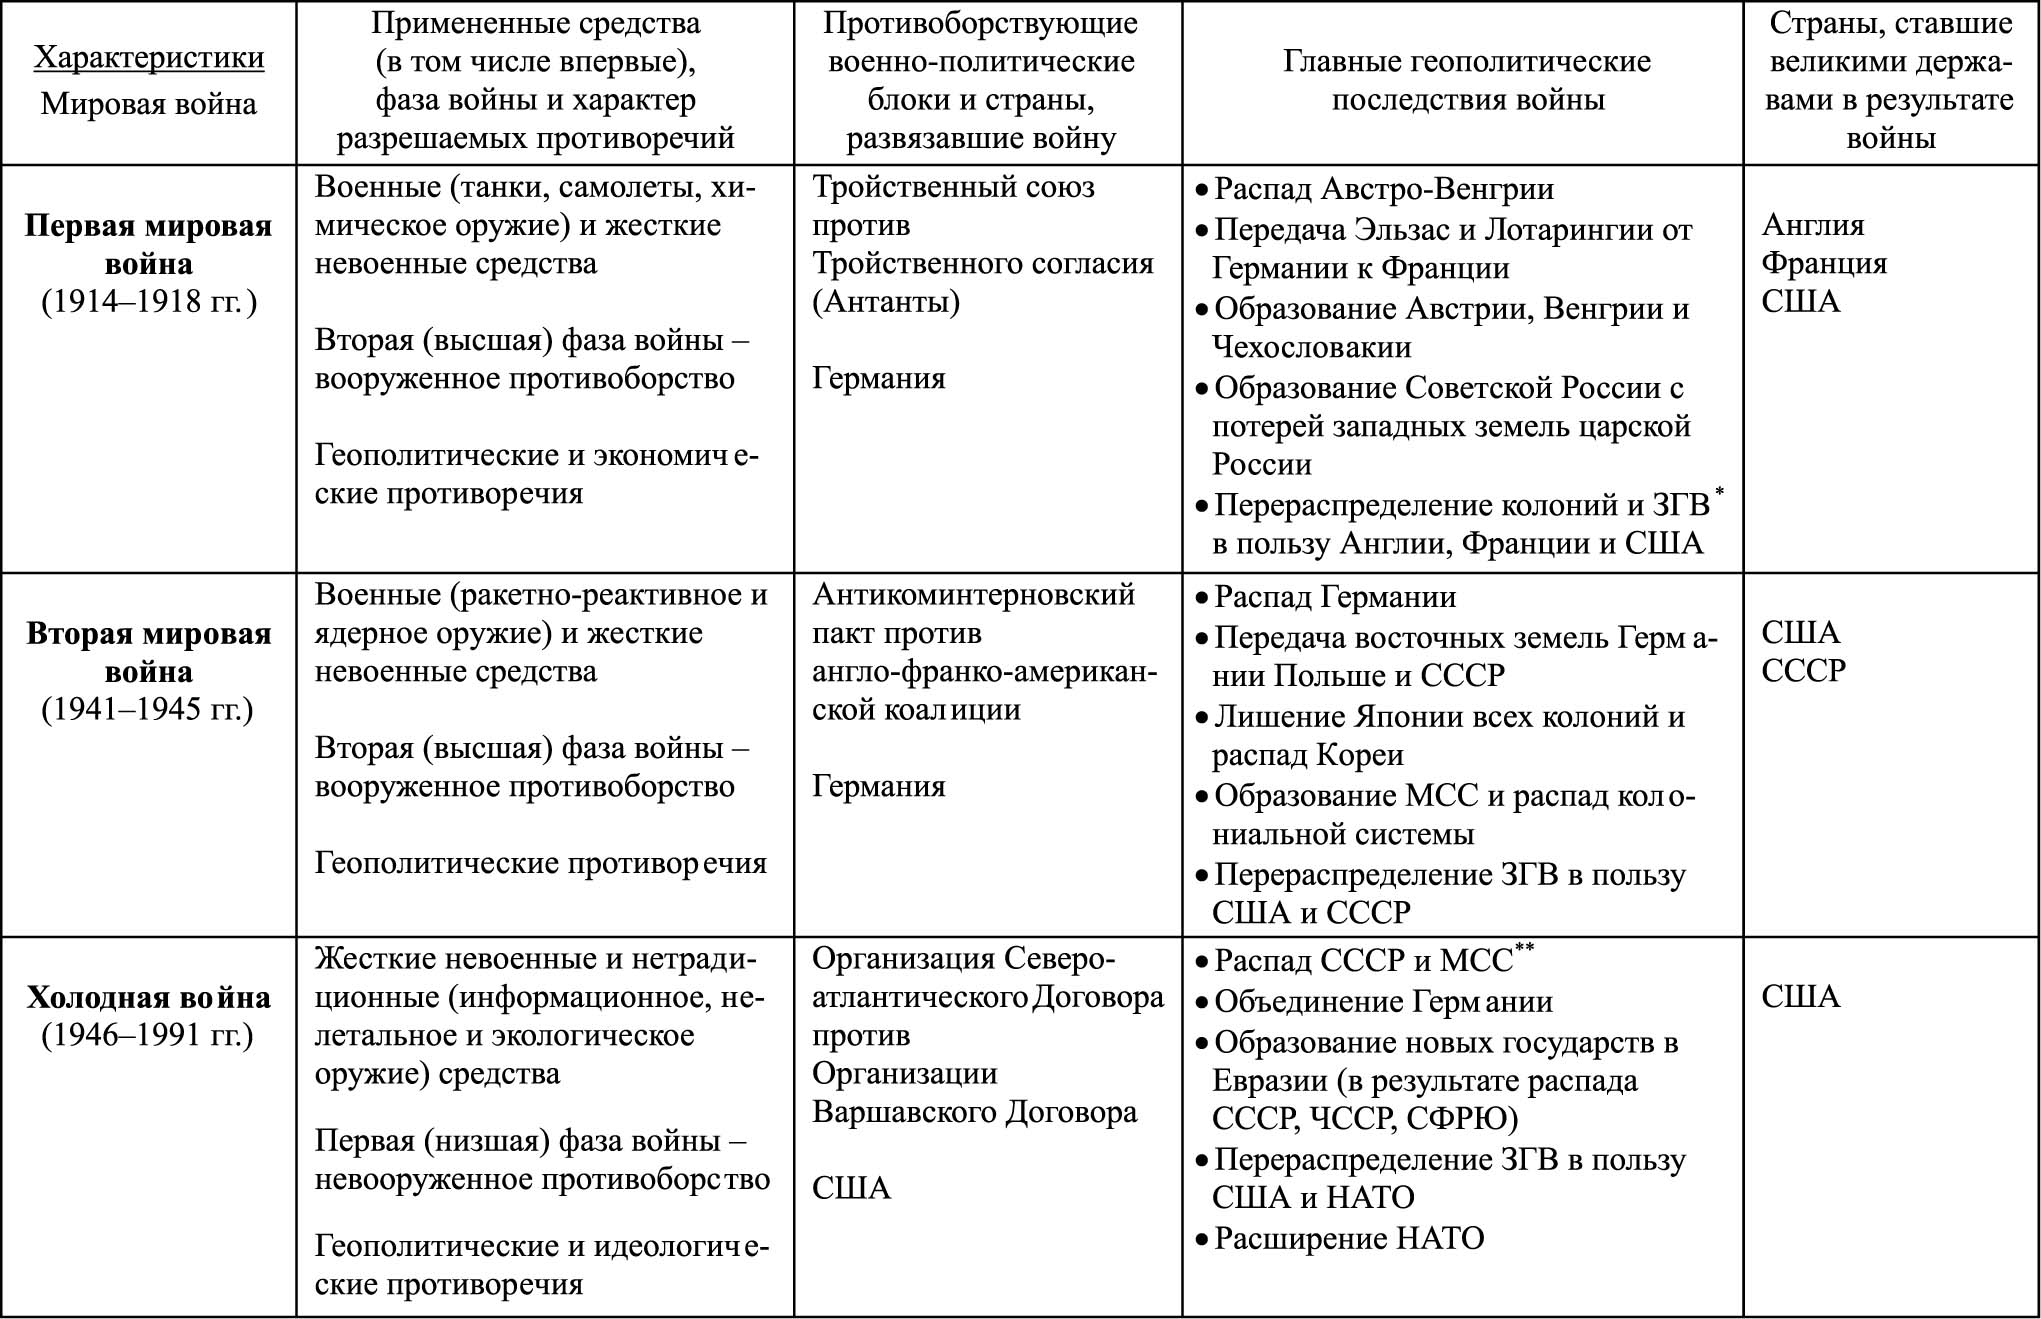 Характеристики
Мировая война
Примененные средства
(в том числе впервые),
фаза войны и характер
разрешаемых противоречий
Противоборствующие
военно-политические
блоки и страны,
развязавшие войну
Главные геополитические
последствия войны
Страны, ставшие
великими держа-
вами в результате
войны
Первая мировая
война
(1914–1918 гг.)
Военные (танки, самолеты, хи-
мическое оружие) и жесткие
невоенные средства
Вторая (высшая) фаза войны –
вооруженное противоборство
Геополитические и экономиче-
ские противоречия
Тройственный союз
против
Тройственного согласия
(Антанты)
Германия
• Распад Австро-Венгрии
• Передача Эльзас и Лотарингии от
Германии к Франции
• Образование Австрии, Венгрии и
Чехословакии
• Образование Советской России с
потерей западных земель царской
России
• Перераспределение колоний и ЗГВ*
в пользу Англии, Франции и США
Англия
Франция
США
Вторая мировая
война
(1941–1945 гг.)
Военные (ракетно-реактивное и
ядерное оружие) и жесткие
невоенные средства
Вторая (высшая) фаза войны –
вооруженное противоборство
Геополитические противоречия
Антикоминтерновский
пакт против
англо-франко-американ-
ской коалиции
Германия
• Распад Германии
• Передача восточных земель Герма-
нии Польше и СССР
• Лишение Японии всех колоний и
распад Кореи
• Образование МСС и распад коло-
ниальной системы
• Перераспределение ЗГВ в пользу
США и СССР
США
СССР
Холодная война
(1946–1991 гг.)
Жесткие невоенные и нетради-
ционные (информационное, не-
летальное и экологическое
оружие) средства
Первая (низшая) фаза войны –
невооруженное противоборство
Геополитические и идеологиче-
ские противоречия
Организация Северо-
атлантического Договора
против
Организации
Варшавского Договора
США
• Распад СССР и МСС**
• Объединение Германии
• Образование новых государств в
Евразии (в результате распада
СССР, ЧССР, СФРЮ)
• Перераспределение ЗГВ в пользу
США и НАТО
• Расширение НАТО
США